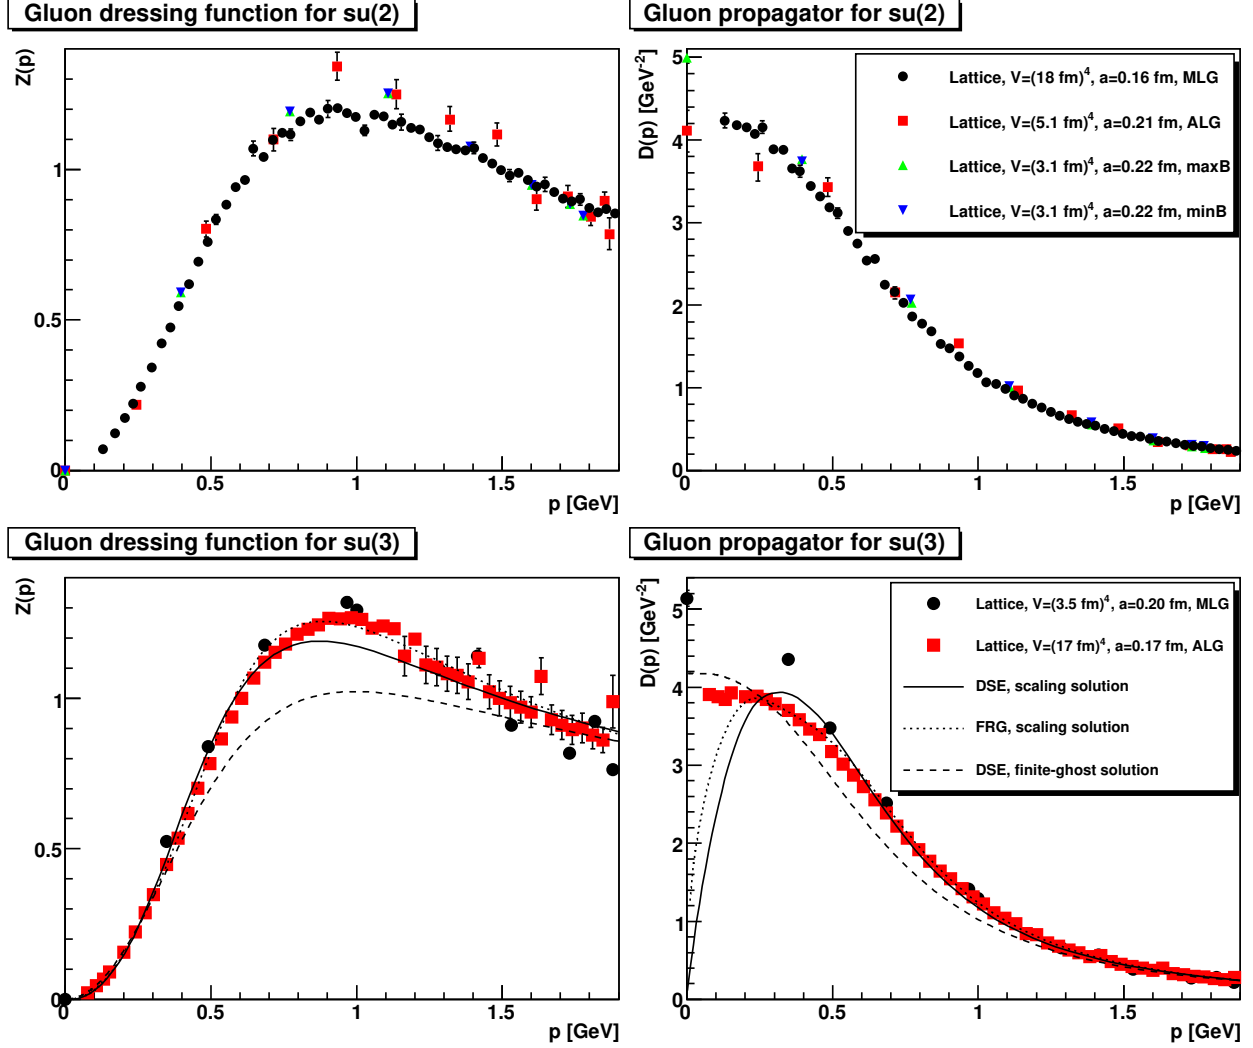 Gluon dressing function for su(2)
Z(p)
1
0.5
0
0
0.5
1
1.5
p [GeV]
Gluon propagator for su(2)
D(p) [GeV⁻²]
5
4
3
2
1
0
0
0.5
1
1.5
p [GeV]
Lattice, V=(18 fm)⁴, a=0.16 fm, MLG
Lattice, V=(5.1 fm)⁴, a=0.21 fm, ALG
Lattice, V=(3.1 fm)⁴, a=0.22 fm, maxB
Lattice, V=(3.1 fm)⁴, a=0.22 fm, minB
Gluon dressing function for su(3)
Z(p)
1
0.5
0
0
0.5
1
1.5
p [GeV]
Gluon propagator for su(3)
D(p) [GeV⁻²]
5
4
3
2
1
0
0
0.5
1
1.5
p [GeV]
Lattice, V=(3.5 fm)⁴, a=0.20 fm, MLG
Lattice, V=(17 fm)⁴, a=0.17 fm, ALG
DSE, scaling solution
FRG, scaling solution
DSE, finite-ghost solution